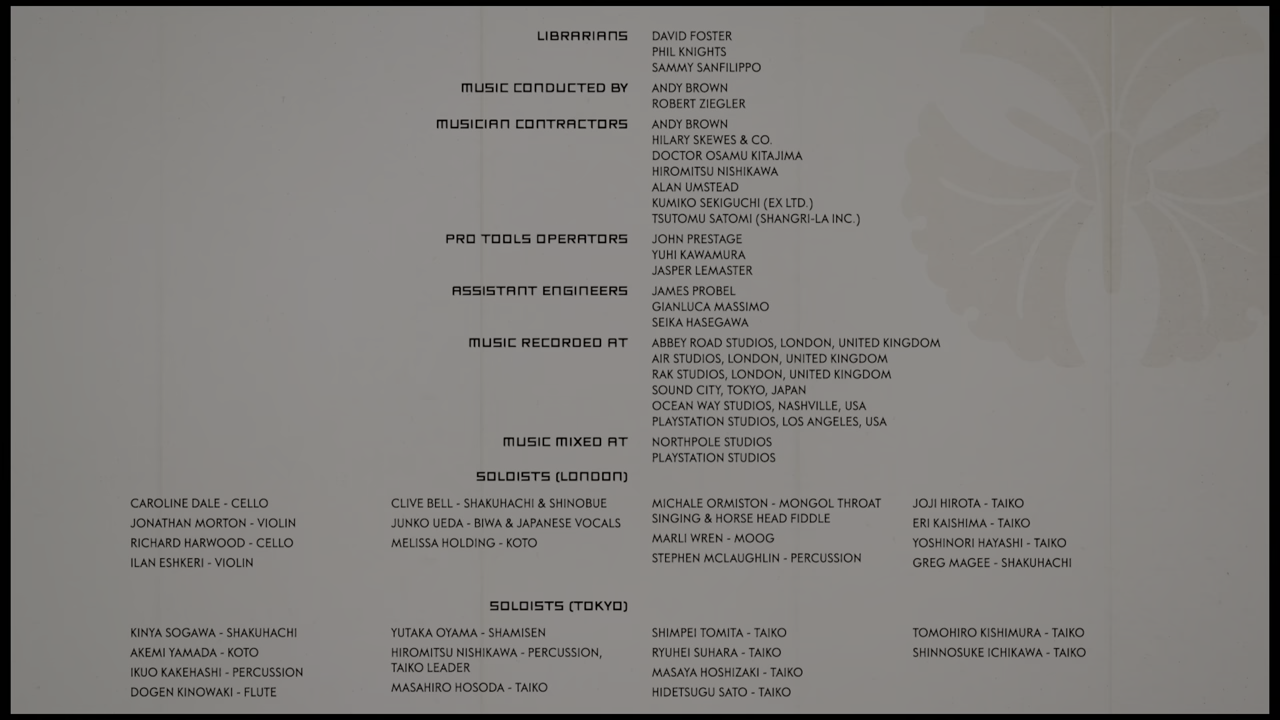 LIBRARIANS DAVID FOSTER
PHIL KNIGHTS
SAMMY SANFILIPPO
MUSIC CONDUCTED BY ANDY BROWN
ROBERT ZIEGLER
MUSICIAN CONTRACTORS ANDY BROWN
HILARY SKEWES & CO.
DOCTOR OSAMU KITAJIMA
HIROMITSU NISHIKAWA
ALAN UMSTEAD
KUMIKO SEKIGUCHI (EX LTD.)
TSUTOMU SATOMI (SHANGRI-LA INC.)
PRO TOOLS OPERATORS JOHN PRESTAGE
YUHI KAWAMURA
JASPER LEMASTER
ASSISTANT ENGINEERS JAMES PROBEL
GIANLUCA MASSIMO
SEIKA HASEGAWA
MUSIC RECORDED AT ABBEY ROAD STUDIOS, LONDON, UNITED KINGDOM
AIR STUDIOS, LONDON, UNITED KINGDOM
RAK STUDIOS, LONDON, UNITED KINGDOM
SOUND CITY, TOKYO, JAPAN
OCEAN WAY STUDIOS, NASHVILLE, USA
PLAYSTATION STUDIOS, LOS ANGELES, USA
MUSIC MIXED AT NORTHPOLE STUDIOS
PLAYSTATION STUDIOS
SOLOISTS (LONDON)
CAROLINE DALE - CELLO
JONATHAN MORTON - VIOLIN
RICHARD HARWOOD - CELLO
ILAN ESHKERI - VIOLIN
CLIVE BELL - SHAKUHACHI & SHINOBUE
JUNKO UEDA - BIWA & JAPANESE VOCALS
MELISSA HOLDING - KOTO
MICHALE ORMISTON - MONGOL THROAT
SINGING & HORSE HEAD FIDDLE
MARLI WREN - MOOG
STEPHEN MCLAUGHLIN - PERCUSSION
JOJI HIROTA - TAIKO
ERI KAISHIMA - TAIKO
YOSHINORI HAYASHI - TAIKO
GREG MAGEE - SHAKUHACHI
SOLOISTS (TOKYO)
KINYA SOGAWA - SHAKUHACHI
AKEMI YAMADA - KOTO
IKUO KAKEHASHI - PERCUSSION
DOGEN KINOWAKI - FLUTE
YUTAKA OYAMA - SHAMISEN
HIROMITSU NISHIKAWA - PERCUSSION,
TAIKO LEADER
MASAHIRO HOSODA - TAIKO
SHIMPEI TOMITA - TAIKO
RYUHEI SUHARA - TAIKO
MASAYA HOSHIZAKI - TAIKO
HIDETSUGU SATO - TAIKO
TOMOHIRO KISHIMURA - TAIKO
SHINNOSUKE ICHIKAWA - TAIKO